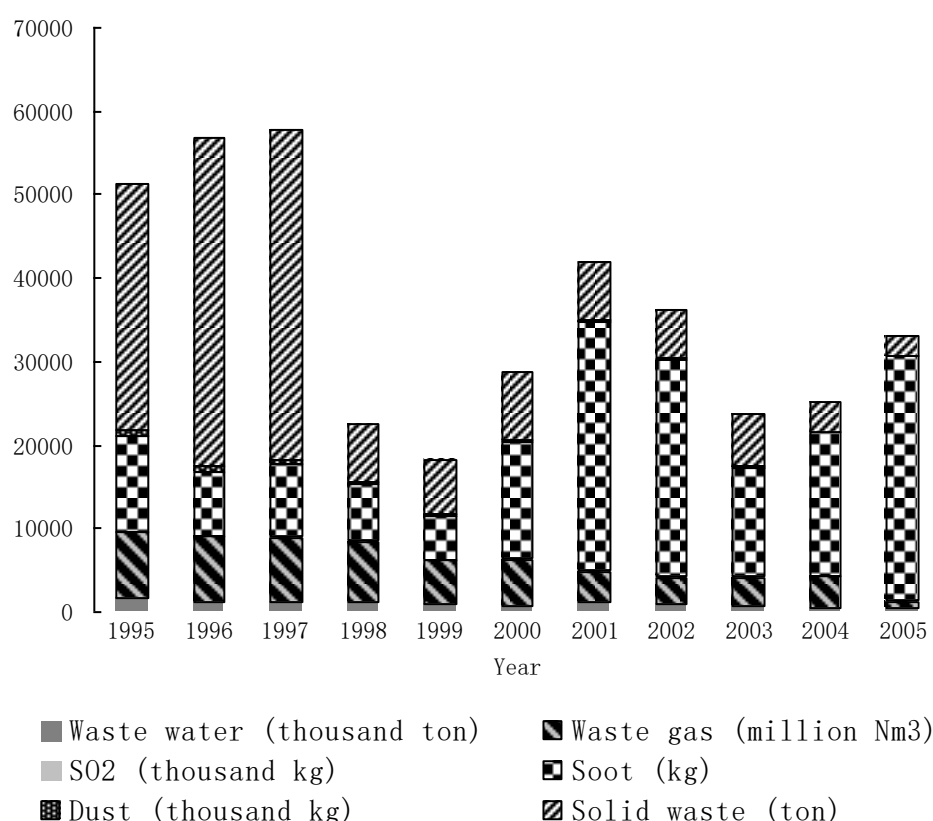 70000
60000
50000
40000
30000
20000
10000
0
1995 1996 1997 1998 1999 2000 2001 2002 2003 2004 2005
Year
Waste water (thousand ton) Waste gas (million Nm3)
SO2 (thousand kg) Soot (kg)
Dust (thousand kg) Solid waste (ton)